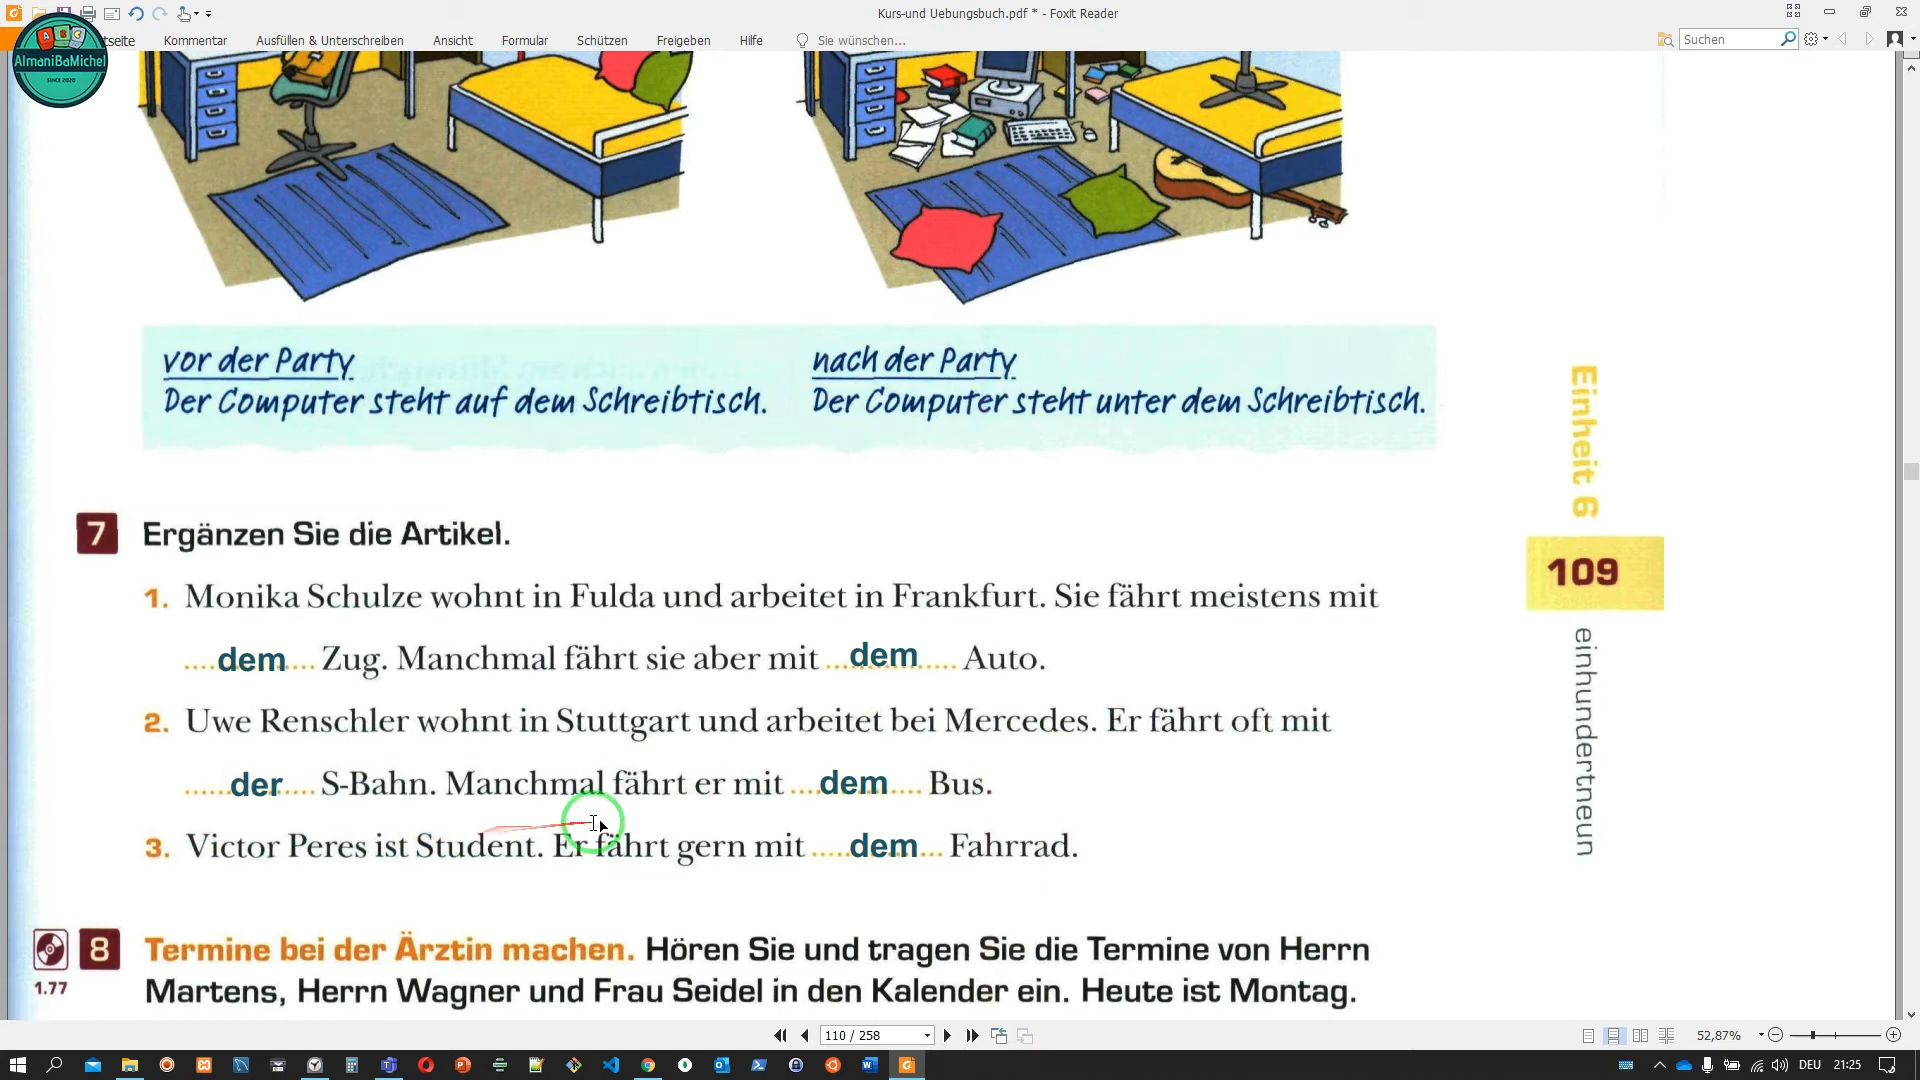 Kurs-und Uebungsbuch.pdf * - Foxit Reader
ABC
AlmaniBaMichel
SINCE 2020
tseite Kommentar Ausfüllen & Unterschreiben Ansicht Formular Schützen Freigeben Hilfe Sie wünschen... Suchen
vor der Party
Der Computer steht auf dem Schreibtisch.
nach der Party
Der Computer steht unter dem Schreibtisch.
7 Ergänzen Sie die Artikel.
1. Monika Schulze wohnt in Fulda und arbeitet in Frankfurt. Sie fährt meistens mit
....dem.... Zug. Manchmal fährt sie aber mit ...dem..... Auto.
2. Uwe Renschler wohnt in Stuttgart und arbeitet bei Mercedes. Er fährt oft mit
......der.... S-Bahn. Manchmal fährt er mit ....dem.... Bus.
3. Victor Peres ist Student. Er fährt gern mit .....dem... Fahrrad.
8 Termine bei der Ärztin machen. Hören Sie und tragen Sie die Termine von Herrn
1.77
Martens, Herrn Wagner und Frau Seidel in den Kalender ein. Heute ist Montag.
Einheit 6
109
einhundertneun
110 / 258
52,87%
DEU 21:25